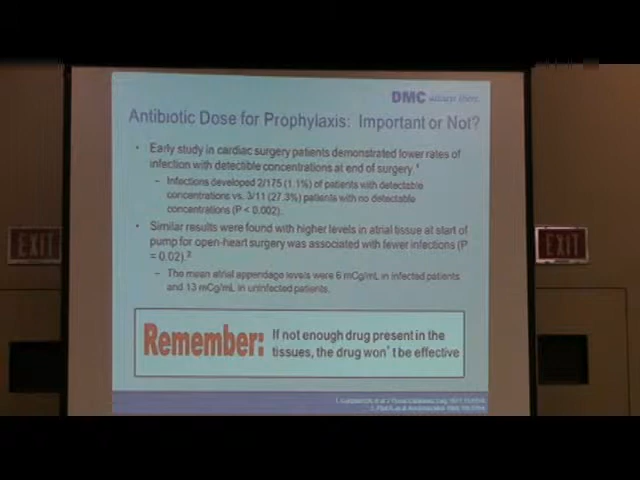 DMC
Antibiotic Dose for Prophylaxis: Important or Not?
• Early study in cardiac surgery patients demonstrated lower rates of
infection with detectible concentrations at end of surgery.¹
– Infections developed 2/175 (1.1%) of patients with detectable
concentrations vs. 3/11 (27.3%) patients with no detectable
concentrations (P < 0.002).
• Similar results were found with higher levels in atrial tissue at start of
pump for open-heart surgery was associated with fewer infections (P
= 0.02).²
– The mean atrial appendage levels were 6 mCg/mL in infected patients
and 13 mCg/mL in uninfected patients.
EXIT
EXIT
Remember: If not enough drug present in the
tissues, the drug won't be effective